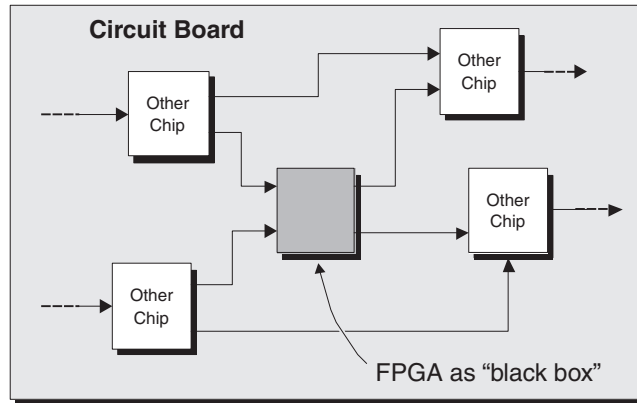 Circuit Board
Other
Chip
Other
Chip
Other
Chip
Other
Chip
FPGA as “black box”